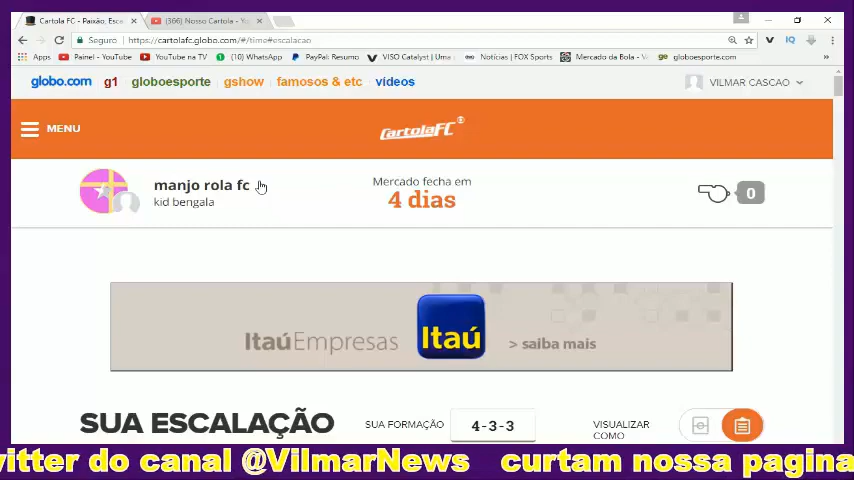 Cartola FC - Paixão, Esca
(366) Nosso Cartola - Yo
Seguro
https://cartolafc.globo.com/#/time#escalacao
Apps Painel - YouTube YouTube na TV (1) WhatsApp PayPal: Resumo VISO Catalyst | Uma Notícias | FOX Sports Mercado da Bola - V globoesporte.com »
globo.com g1 globoesporte gshow famosos & etc vídeos VILMAR CASCAO
MENU CartolaFC®
manjo rola fc
kid bengala
Mercado fecha em
4 dias
0
ItaúEmpresas Itaú > saiba mais
SUA ESCALAÇÃO SUA FORMAÇÃO 4-3-3 VISUALIZAR
COMO
witter do canal @VilmarNews curtam nossa pagina